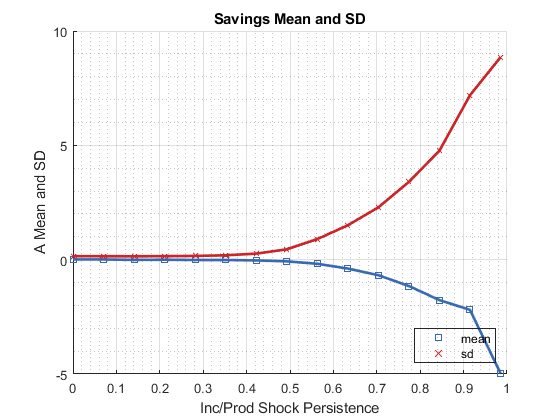 Savings Mean and SD
10
5
0
-5
A Mean and SD
mean
sd
0 0.1 0.2 0.3 0.4 0.5 0.6 0.7 0.8 0.9 1
Inc/Prod Shock Persistence